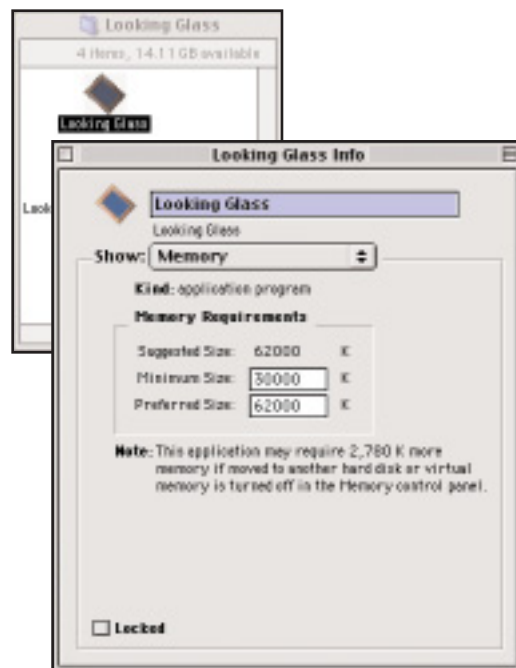 Looking Glass
4 items, 14.11 GB available
Looking Glass
Look
Looking Glass Info
Looking Glass
Looking Glass
Show: Memory
Kind: application program
Memory Requirements
Suggested Size: 62000 K
Minimum Size: 30000 K
Preferred Size: 62000 K
Note: This application may require 2,780 K more
memory if moved to another hard disk or virtual
memory is turned off in the Memory control panel.
Locked